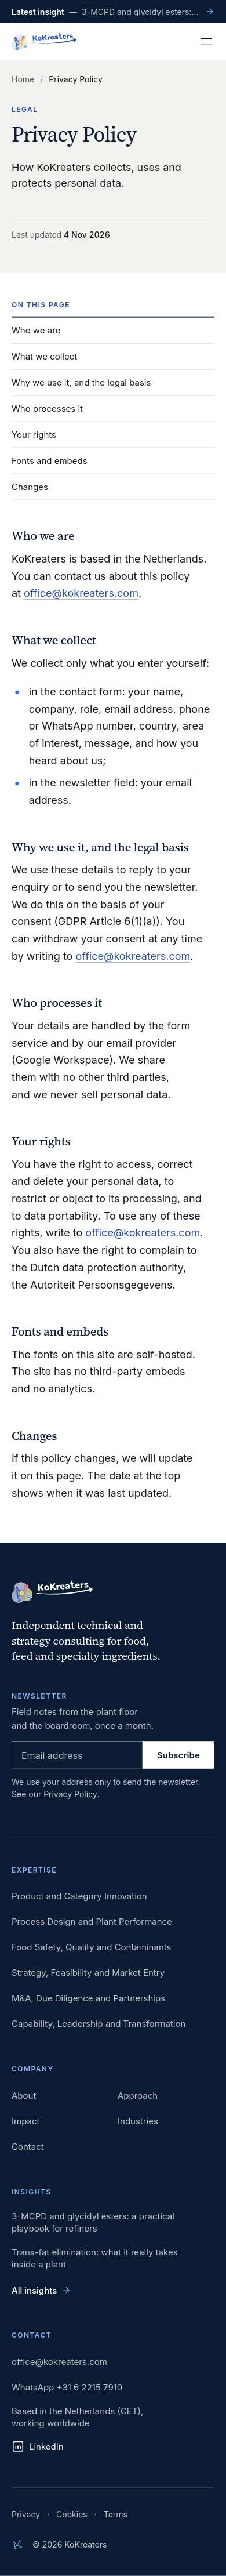 Latest insight — 3-MCPD and glycidyl esters:... →
KoKreaters
Home / Privacy Policy
LEGAL
Privacy Policy
How KoKreaters collects, uses and
protects personal data.
Last updated 4 Nov 2026
ON THIS PAGE
Who we are
What we collect
Why we use it, and the legal basis
Who processes it
Your rights
Fonts and embeds
Changes
Who we are
KoKreaters is based in the Netherlands.
You can contact us about this policy
at office@kokreaters.com.
What we collect
We collect only what you enter yourself:
• in the contact form: your name,
company, role, email address, phone
or WhatsApp number, country, area
of interest, message, and how you
heard about us;
• in the newsletter field: your email
address.
Why we use it, and the legal basis
We use these details to reply to your
enquiry or to send you the newsletter.
We do this on the basis of your
consent (GDPR Article 6(1)(a)). You
can withdraw your consent at any time
by writing to office@kokreaters.com.
Who processes it
Your details are handled by the form
service and by our email provider
(Google Workspace). We share
them with no other third parties,
and we never sell personal data.
Your rights
You have the right to access, correct
and delete your personal data, to
restrict or object to its processing, and
to data portability. To use any of these
rights, write to office@kokreaters.com.
You also have the right to complain to
the Dutch data protection authority,
the Autoriteit Persoonsgegevens.
Fonts and embeds
The fonts on this site are self-hosted.
The site has no third-party embeds
and no analytics.
Changes
If this policy changes, we will update
it on this page. The date at the top
shows when it was last updated.
KoKreaters
Independent technical and
strategy consulting for food,
feed and specialty ingredients.
NEWSLETTER
Field notes from the plant floor
and the boardroom, once a month.
Email address
Subscribe
We use your address only to send the newsletter.
See our Privacy Policy.
EXPERTISE
Product and Category Innovation
Process Design and Plant Performance
Food Safety, Quality and Contaminants
Strategy, Feasibility and Market Entry
M&A, Due Diligence and Partnerships
Capability, Leadership and Transformation
COMPANY
About
Approach
Impact
Industries
Contact
INSIGHTS
3-MCPD and glycidyl esters: a practical
playbook for refiners
Trans-fat elimination: what it really takes
inside a plant
All insights →
CONTACT
office@kokreaters.com
WhatsApp +31 6 2215 7910
Based in the Netherlands (CET),
working worldwide
LinkedIn
Privacy · Cookies · Terms
© 2026 KoKreaters